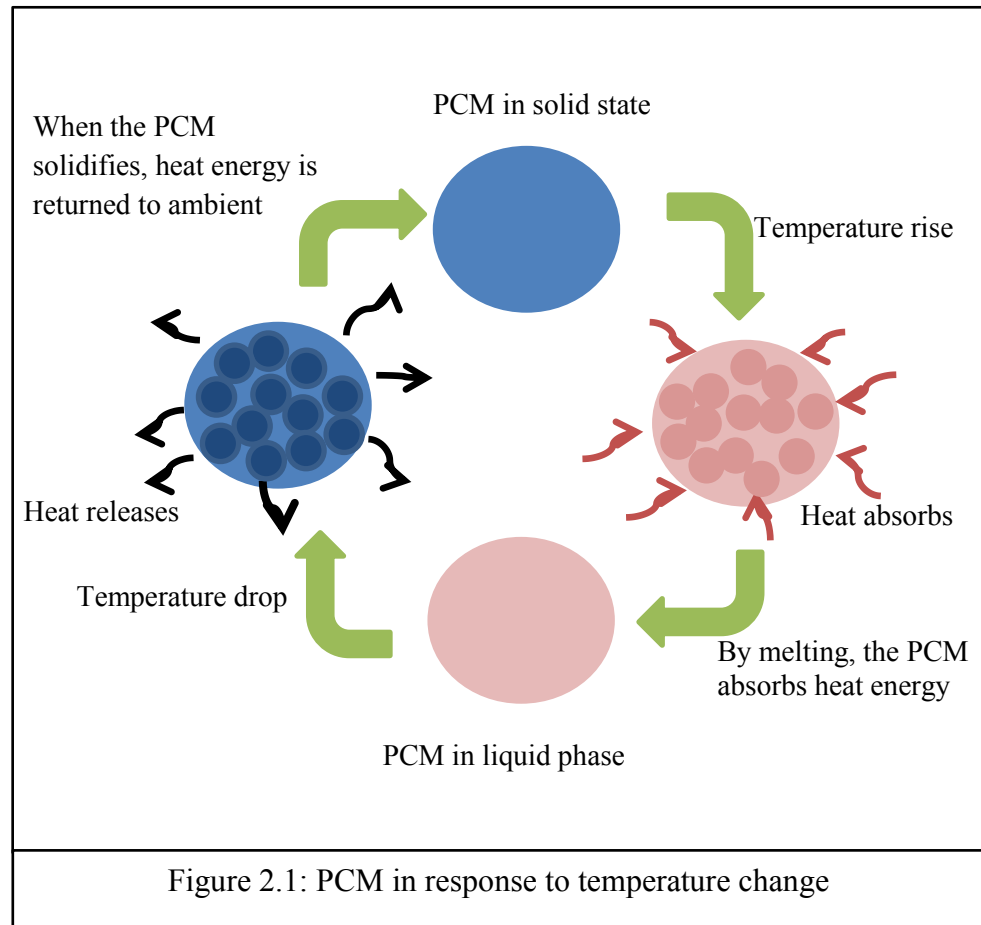 PCM in solid state
When the PCM
solidifies, heat energy is
returned to ambient
Temperature rise
Heat releases
Heat absorbs
Temperature drop
By melting, the PCM
absorbs heat energy
PCM in liquid phase
Figure 2.1: PCM in response to temperature change